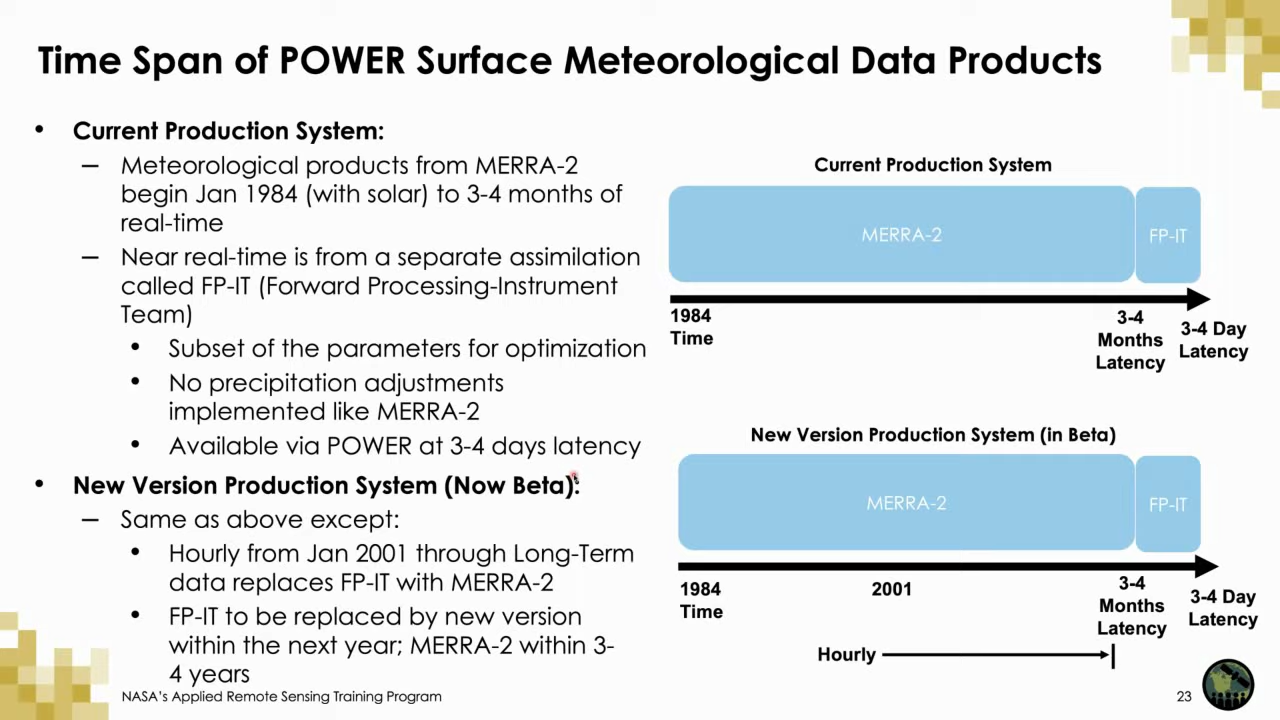 Time Span of POWER Surface Meteorological Data Products
• Current Production System:
– Meteorological products from MERRA-2
begin Jan 1984 (with solar) to 3-4 months of
real-time
– Near real-time is from a separate assimilation
called FP-IT (Forward Processing-Instrument
Team)
• Subset of the parameters for optimization
• No precipitation adjustments
implemented like MERRA-2
• Available via POWER at 3-4 days latency
• New Version Production System (Now Beta):
– Same as above except:
• Hourly from Jan 2001 through Long-Term
data replaces FP-IT with MERRA-2
• FP-IT to be replaced by new version
within the next year; MERRA-2 within 3-
4 years
Current Production System
MERRA-2
FP-IT
1984
Time
3-4
Months
Latency
3-4 Day
Latency
New Version Production System (in Beta)
MERRA-2
FP-IT
1984
Time
2001
3-4
Months
Latency
3-4 Day
Latency
Hourly
NASA's Applied Remote Sensing Training Program
23